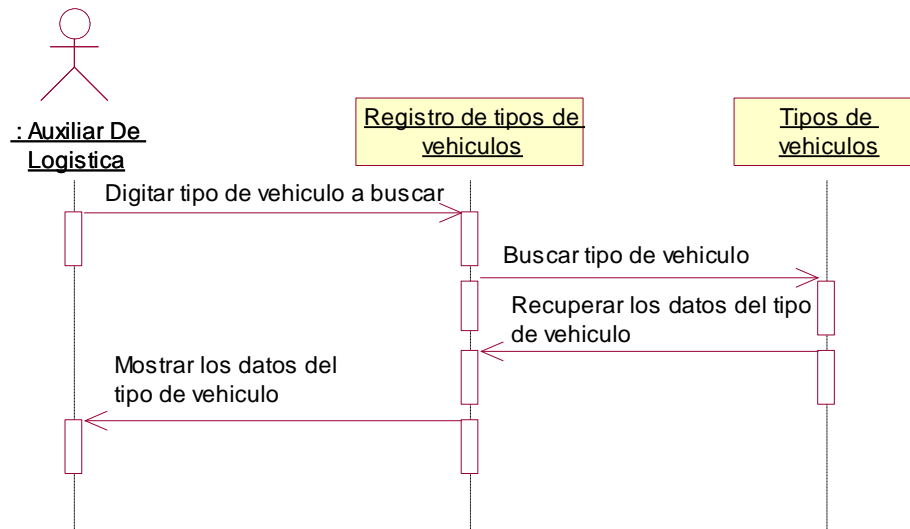 : Auxiliar De
Logistica
Registro de tipos de
vehiculos
Tipos de
vehiculos
Digitar tipo de vehiculo a buscar
Buscar tipo de vehiculo
Recuperar los datos del tipo
de vehiculo
Mostrar los datos del
tipo de vehiculo